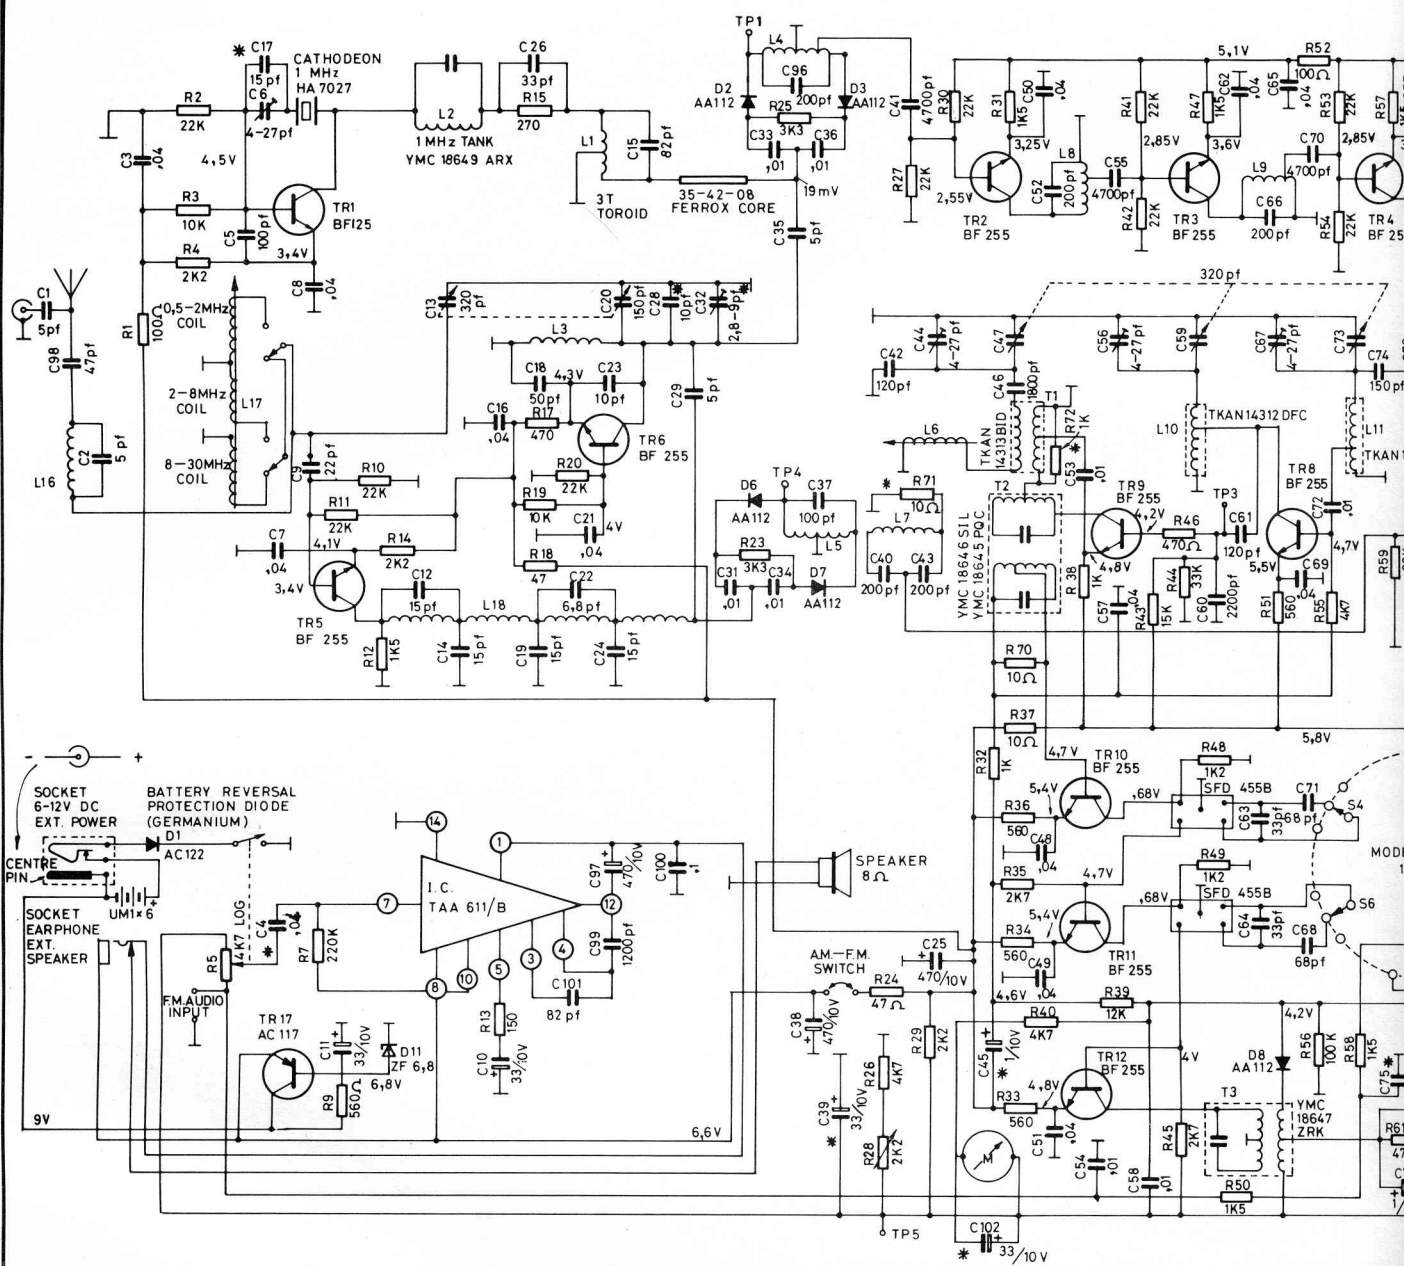 TP1
L4
✱ C17
15pf
C6
4-27pf
CATHODEON
1 MHz
HA7027
C26
33pf
R15
270
C96
200pf
D2
AA112
D3
AA112
R25
3K3
C33
,01
C36
,01
C41
4700pf
R30
22K
R31
1K5
C50
,04
R41
22K
5,1V
R47
1K5
C62
,04
C65
,04
R52
100Ω
R53
22K
R57
R2
22K
L2
1MHz TANK
YMC 18649 ARX
L1
3T
TOROID
C15
82pf
35-42-08
FERROX CORE
19mV
C35
5pf
C3
,04
4,5V
R3
10K
R4
2K2
C5
100pf
TR1
BF125
3,4V
C8
,04
R27
22K
2,55V
3,25V
TR2
BF 255
C52
200pf
L8
C55
4700pf
R42
22K
2,85V
3,6V
TR3
BF 255
L9
C66
200pf
C70
4700pf
2,85V
R54
22K
TR4
C1
5pf
C98
47pf
C2
5 pf
L16
R1
100Ω
0,5-2MHz
COIL
2-8MHz
COIL
8-30MHz
COIL
L17
C9
22pf
C13
320
pf
C20
150pf
C28
10pf
✱
C32
2,8-9pf
✱
L3
C18
50pf
4,3V
C23
10pf
C16
,04
R17
470
TR6
BF 255
C29
5pf
R20
22K
R19
10K
C21
,04
4V
R18
47
R10
22K
R11
22K
4,1V
R14
2K2
C7
,04
3,4V
TR5
BF 255
C12
15pf
L18
C22
6,8pf
R12
1K5
C14
15pf
C19
15pf
C24
15pf
D6
AA112
TP4
C37
100pf
L5
R23
3K3
C31
,01
C34
,01
D7
AA112
✱ R71
10Ω
L7
C40
200pf
C43
200pf
320pf
C42
120pf
C44
4-27pf
C47
C46
1800pf
C56
4-27pf
C59
C67
4-27pf
C73
C74
150pf
L6
TKAN
14313BID
T1
R72
1K
✱
C53
,01
L10
TKAN14312DFC
L11
T2
YMC 18646 SIL
YMC 18645 PQC
TR9
BF 255
4,2V
4,8V
R46
470Ω
TP3
C61
120pf
TR8
BF 255
5,5V
C72
,01
4,7V
R38
1K
C57
,04
R43
15K
R44
33K
C60
2200pf
C69
,04
R51
560
R55
4K7
R59
R70
10Ω
R37
10Ω
5,8V
R32
1K
4,7V
TR10
BF 255
R48
1K2
SFD 455B
5,4V
R36
560
C48
,04
,68V
C63
33pf
C71
68pf
S4
R35
2K7
4,7V
R49
1K2
SFD 455B
MODE
5,4V
R34
560
C49
,04
TR11
BF 255
,68V
C64
33pf
C68
68pf
S6
- +
SOCKET
6-12V DC
EXT. POWER
BATTERY REVERSAL
PROTECTION DIODE
(GERMANIUM)
D1
AC122
CENTRE
PIN
UM1×6
SOCKET
EARPHONE
EXT.
SPEAKER
R5
4K7 LOG
C4
,04
✱
F.M.AUDIO
INPUT
R7
220K
14
1
7
12
I.C.
TAA 611/B
8
10
5
3
4
C97
470/10V
C100
,1
C99
1200pf
C101
82 pf
R13
150
C10
33/10V
SPEAKER
8Ω
A.M.-F.M.
SWITCH
R24
47Ω
C25
470/10V
C38
470/10V
R29
2K2
C39
33/10V
✱
R26
4K7
R28
2K2
TP5
TR17
AC117
C11
33/10V
D11
ZF 6,8
6,8V
R9
560Ω
9V
6,6V
4,6V
R40
4K7
R39
12K
C45
1/10V
✱
R33
560
4,8V
TR12
BF255
C51
,04
C54
,01
C58
,01
M
✱
C102
33/10V
4V
R45
2K7
4,2V
D8
AA112
R56
100K
R58
1K5
C75
✱
T3
YMC
18647
ZRK
R50
1K5
R61